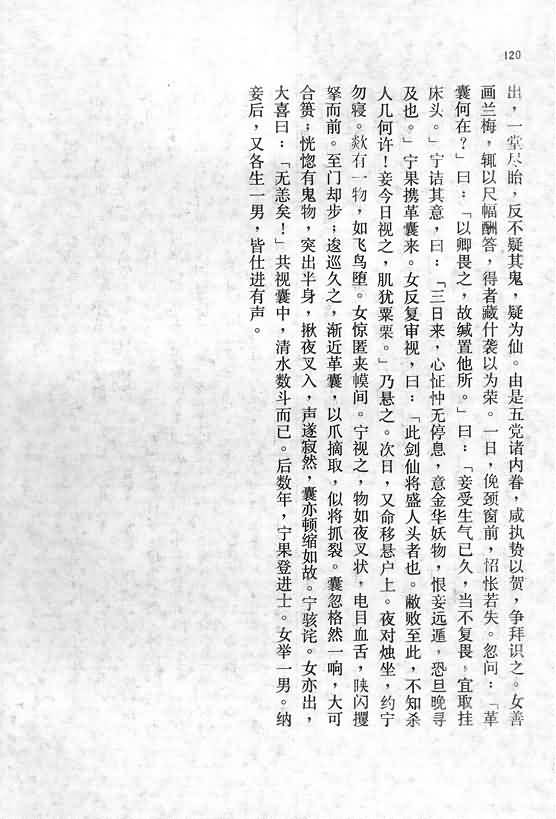 120
出，一堂尽眙，反不疑其鬼，疑为仙。由是五党诸内眷，咸执贽以贺，争拜识之。女善
画兰梅，辄以尺幅酬答，得者藏什袭以为荣。一日，俛颈窗前，怊怅若失。忽问：「革
囊何在？」曰：「以卿畏之，故缄置他所。」曰：「妾受生气已久，当不复畏，宜取挂
床头。」宁诘其意，曰：「三日来，心怔忡无停息，意金华妖物，恨妾远遁，恐旦晚寻
及也。」宁果携革囊来。女反复审视，曰：「此剑仙将盛人头者也。敝败至此，不知杀
人几何许！妾今日视之，肌犹粟栗。」乃悬之。次日，又命移悬户上。夜对烛坐，约宁
勿寝。欻有一物，如飞鸟堕。女惊匿夹幙间。宁视之，物如夜叉状，电目血舌，睒闪攫
拏而前。至门却步；逡巡久之，渐近革囊，以爪摘取，似将抓裂。囊忽格然一响，大可
合篑；恍惚有鬼物，突出半身，揪夜叉入，声遂寂然，囊亦顿缩如故。宁骇诧。女亦出，
大喜曰：「无恙矣！」共视囊中，清水数斗而已。后数年，宁果登进士。女举一男。纳
妾后，又各生一男，皆仕进有声。